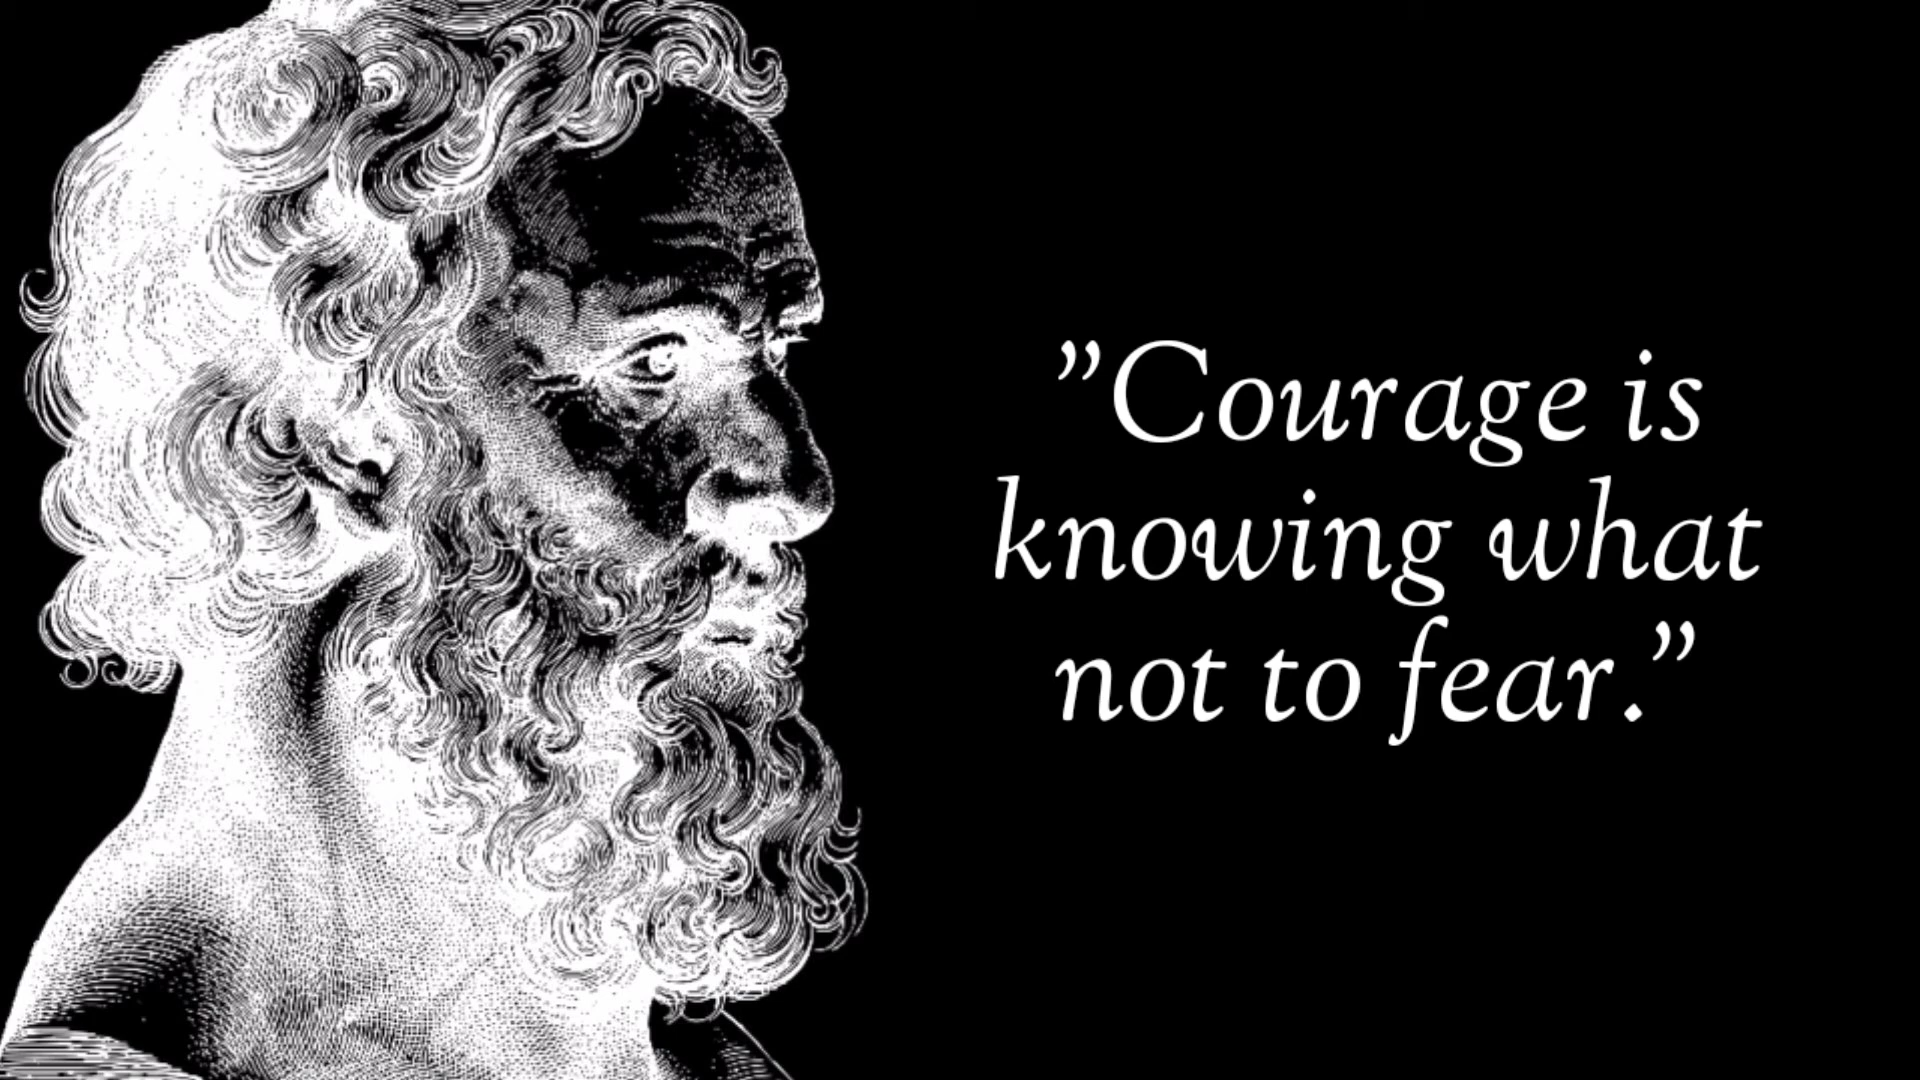 ”Courage is
knowing what
not to fear.”